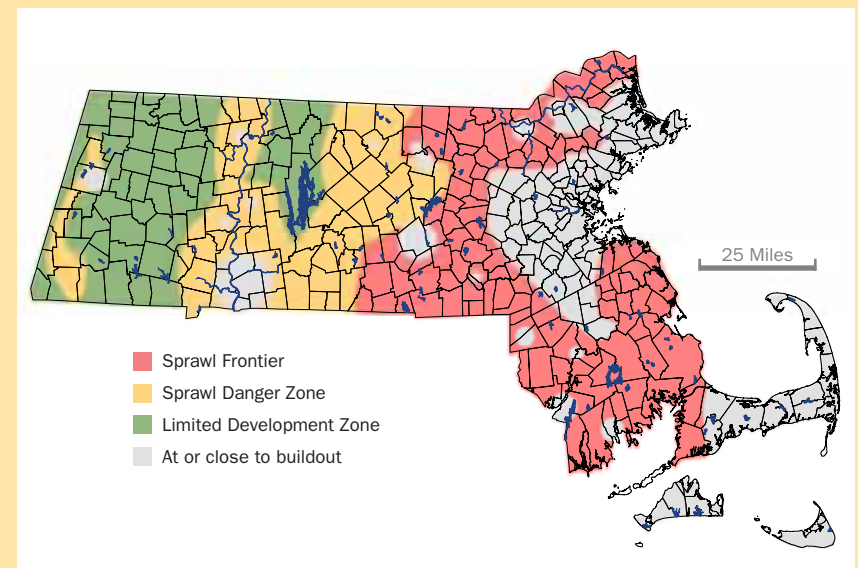 25 Miles
Sprawl Frontier
Sprawl Danger Zone
Limited Development Zone
At or close to buildout